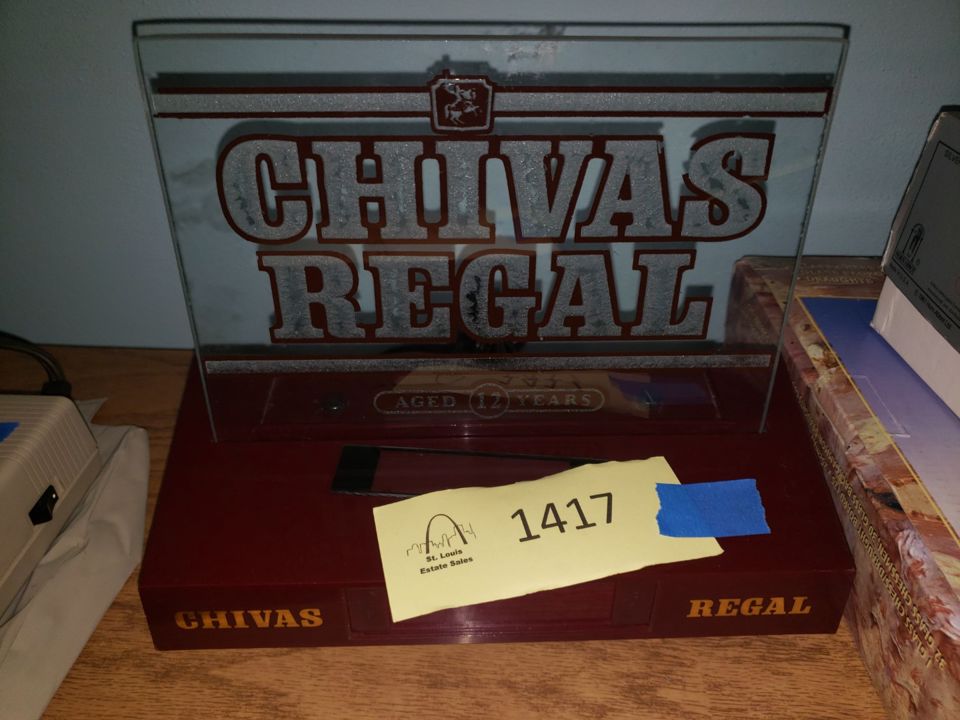 CHIVAS
REGAL
AGED 12 YEARS
1417
St. Louis
Estate Sales
CHIVAS
REGAL